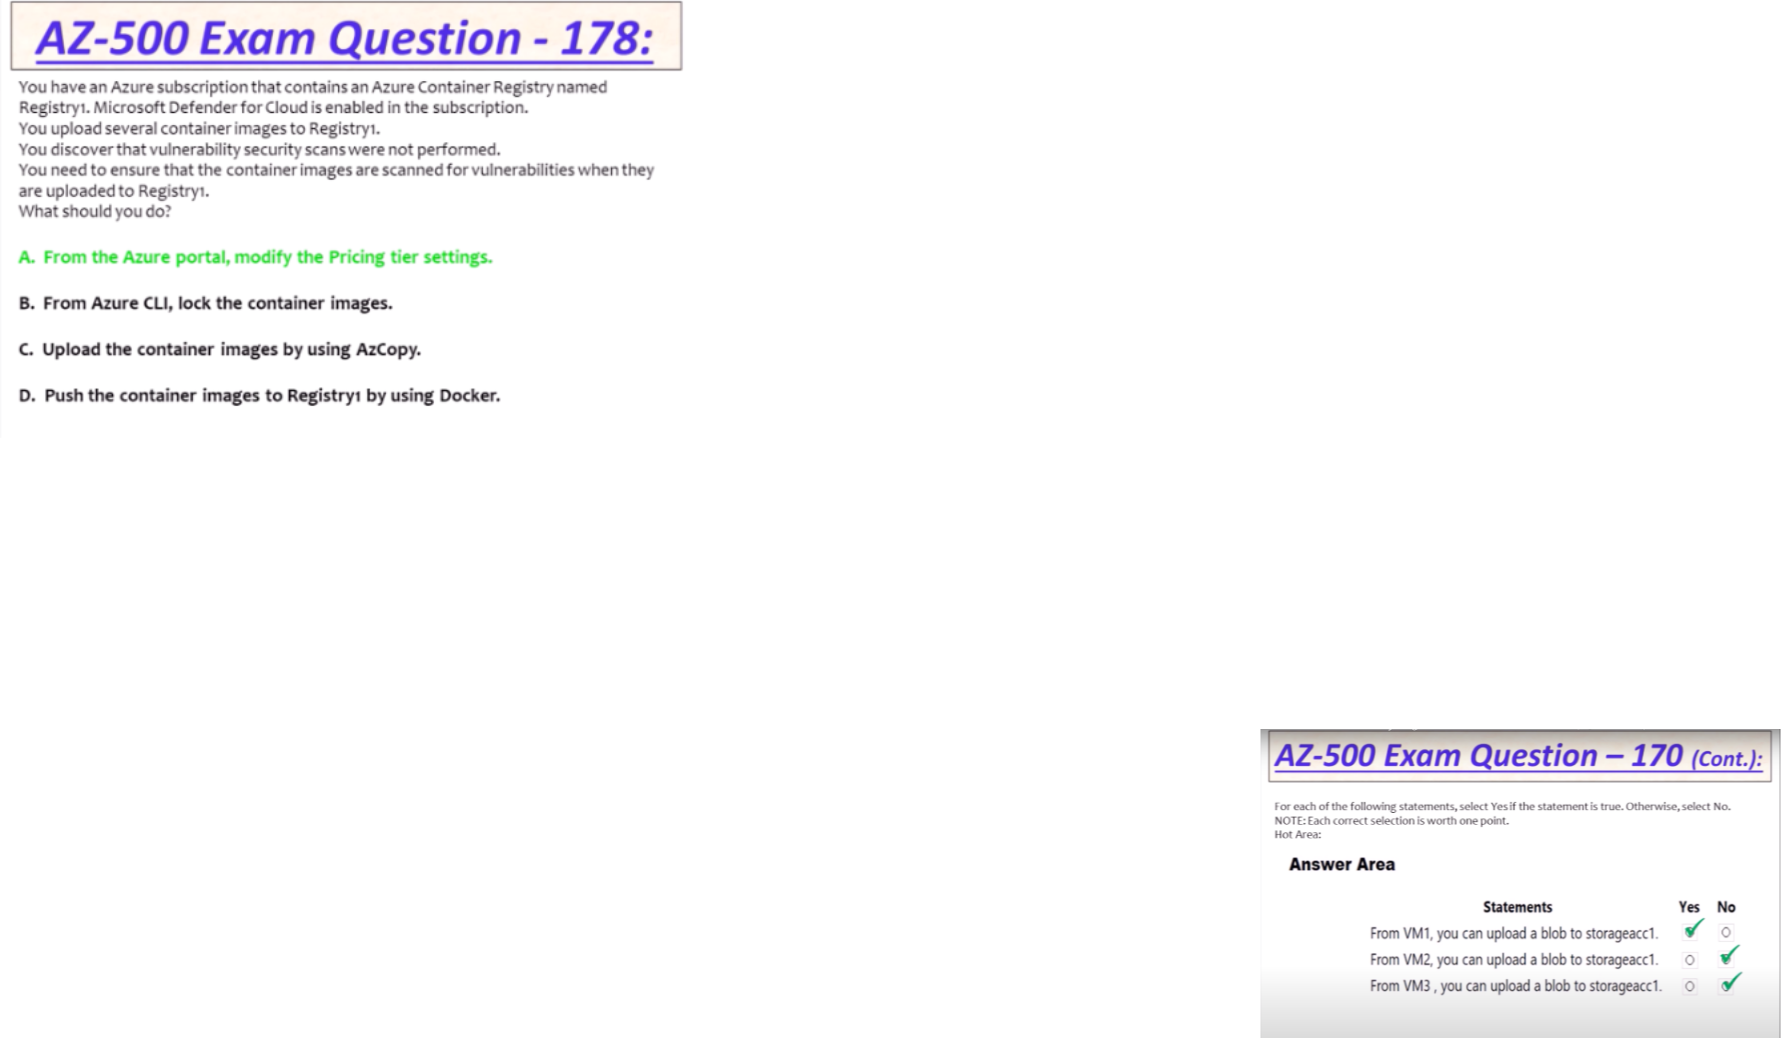 AZ-500 Exam Question - 178:
You have an Azure subscription that contains an Azure Container Registry named
Registry1. Microsoft Defender for Cloud is enabled in the subscription.
You upload several container images to Registry1.
You discover that vulnerability security scans were not performed.
You need to ensure that the container images are scanned for vulnerabilities when they
are uploaded to Registry1.
What should you do?
A. From the Azure portal, modify the Pricing tier settings.
B. From Azure CLI, lock the container images.
C. Upload the container images by using AzCopy.
D. Push the container images to Registry1 by using Docker.
AZ-500 Exam Question – 170 (Cont.):
For each of the following statements, select Yes if the statement is true. Otherwise, select No.
NOTE: Each correct selection is worth one point.
Hot Area:
Answer Area
Statements Yes No
From VM1, you can upload a blob to storageacc1.
From VM2, you can upload a blob to storageacc1.
From VM3 , you can upload a blob to storageacc1.